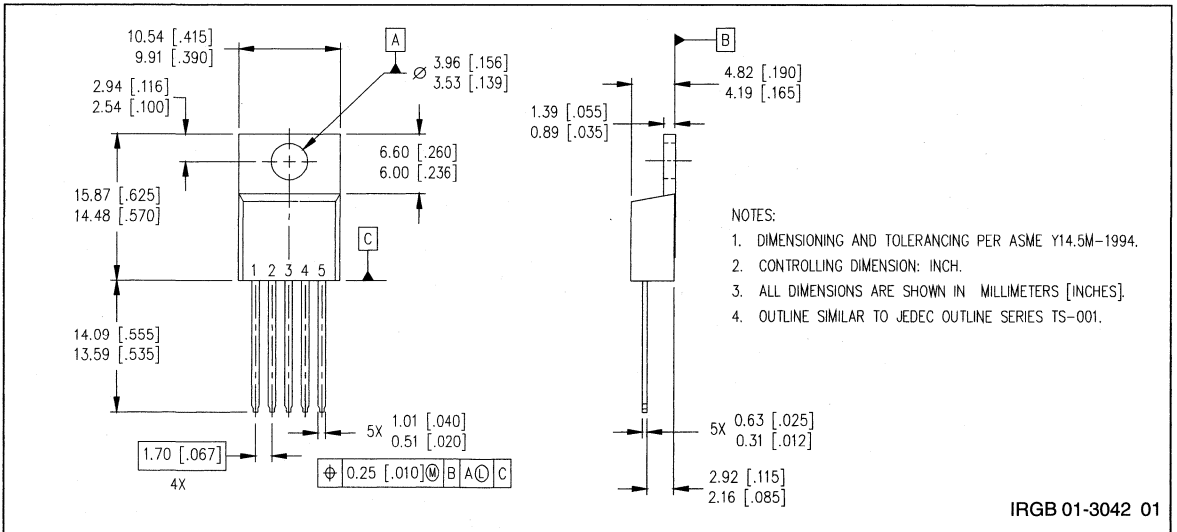 10.54 [.415]
9.91 [.390]
A
B
⌀ 3.96 [.156]
3.53 [.139]
4.82 [.190]
4.19 [.165]
2.94 [.116]
2.54 [.100]
1.39 [.055]
0.89 [.035]
6.60 [.260]
6.00 [.236]
15.87 [.625]
14.48 [.570]
C
1 2 3 4 5
NOTES:
1. DIMENSIONING AND TOLERANCING PER ASME Y14.5M-1994.
2. CONTROLLING DIMENSION: INCH.
3. ALL DIMENSIONS ARE SHOWN IN MILLIMETERS [INCHES].
4. OUTLINE SIMILAR TO JEDEC OUTLINE SERIES TS-001.
14.09 [.555]
13.59 [.535]
5X 1.01 [.040]
0.51 [.020]
5X 0.63 [.025]
0.31 [.012]
1.70 [.067]
4X
⌖ 0.25 [.010]Ⓜ B AⓁ C
2.92 [.115]
2.16 [.085]
IRGB 01-3042 01